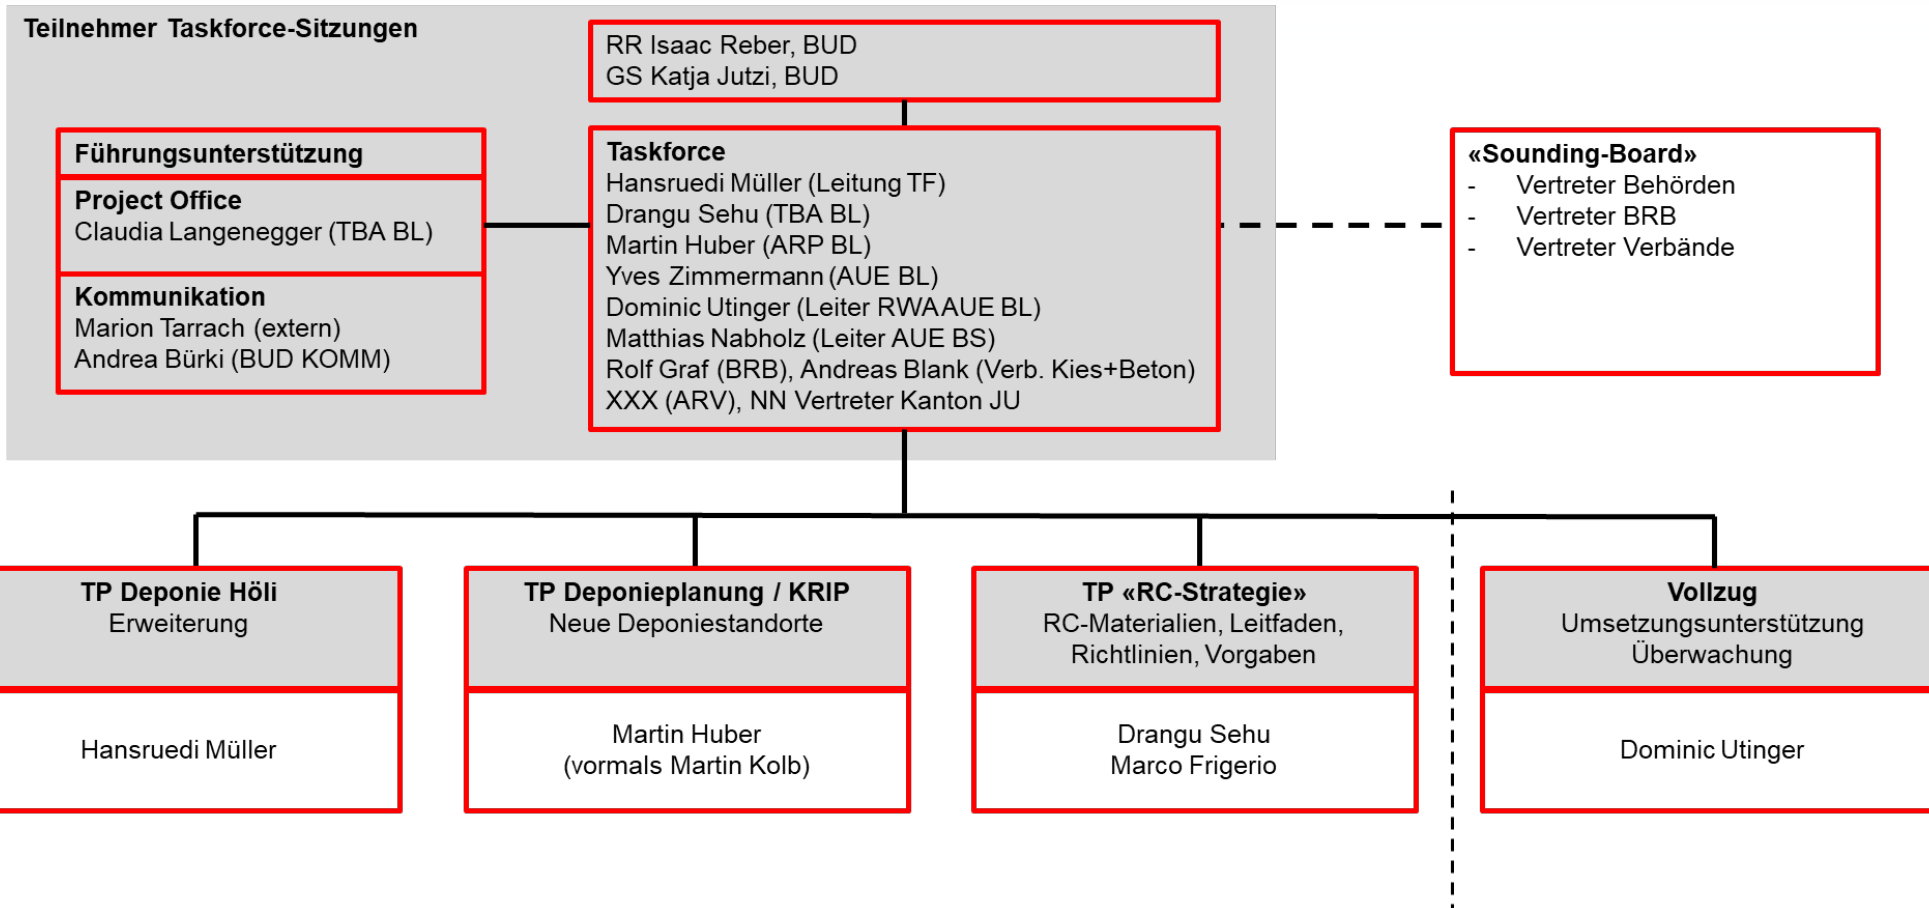 Teilnehmer Taskforce-Sitzungen
RR Isaac Reber, BUD
GS Katja Jutzi, BUD
Führungsunterstützung
Project Office
Claudia Langenegger (TBA BL)
Kommunikation
Marion Tarrach (extern)
Andrea Bürki (BUD KOMM)
Taskforce
Hansruedi Müller (Leitung TF)
Drangu Sehu (TBA BL)
Martin Huber (ARP BL)
Yves Zimmermann (AUE BL)
Dominic Utinger (Leiter RWAAUE BL)
Matthias Nabholz (Leiter AUE BS)
Rolf Graf (BRB), Andreas Blank (Verb. Kies+Beton)
XXX (ARV), NN Vertreter Kanton JU
«Sounding-Board»
- Vertreter Behörden
- Vertreter BRB
- Vertreter Verbände
TP Deponie Höli
Erweiterung
Hansruedi Müller
TP Deponieplanung / KRIP
Neue Deponiestandorte
Martin Huber
(vormals Martin Kolb)
TP «RC-Strategie»
RC-Materialien, Leitfaden,
Richtlinien, Vorgaben
Drangu Sehu
Marco Frigerio
Vollzug
Umsetzungsunterstützung
Überwachung
Dominic Utinger